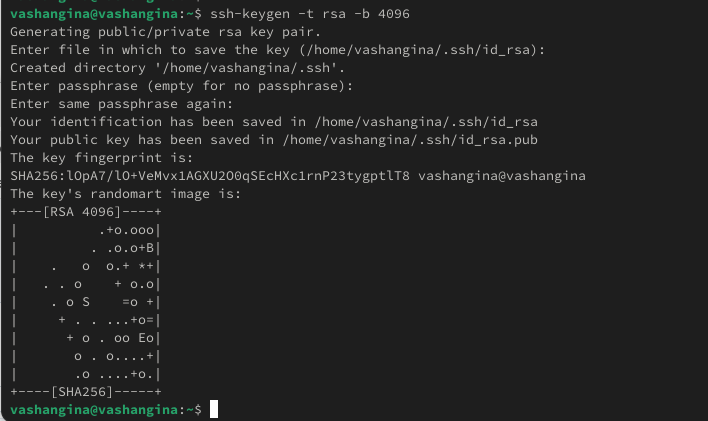 vashangina@vashangina:~$ ssh-keygen -t rsa -b 4096
Generating public/private rsa key pair.
Enter file in which to save the key (/home/vashangina/.ssh/id_rsa):
Created directory '/home/vashangina/.ssh'.
Enter passphrase (empty for no passphrase):
Enter same passphrase again:
Your identification has been saved in /home/vashangina/.ssh/id_rsa
Your public key has been saved in /home/vashangina/.ssh/id_rsa.pub
The key fingerprint is:
SHA256:lOpA7/lO+VeMvx1AGXU2O0qSEcHXc1rnP23tygptlT8 vashangina@vashangina
The key's randomart image is:
+---[RSA 4096]----+
|          .+o.ooo|
|         . .o.o+B|
|    .   o  o.+ *+|
|   . . o    + o.o|
|    . o S    =o +|
|     + . . ...+o=|
|      + o . oo Eo|
|       o . o....+|
|       .o ....+o.|
+----[SHA256]-----+
vashangina@vashangina:~$